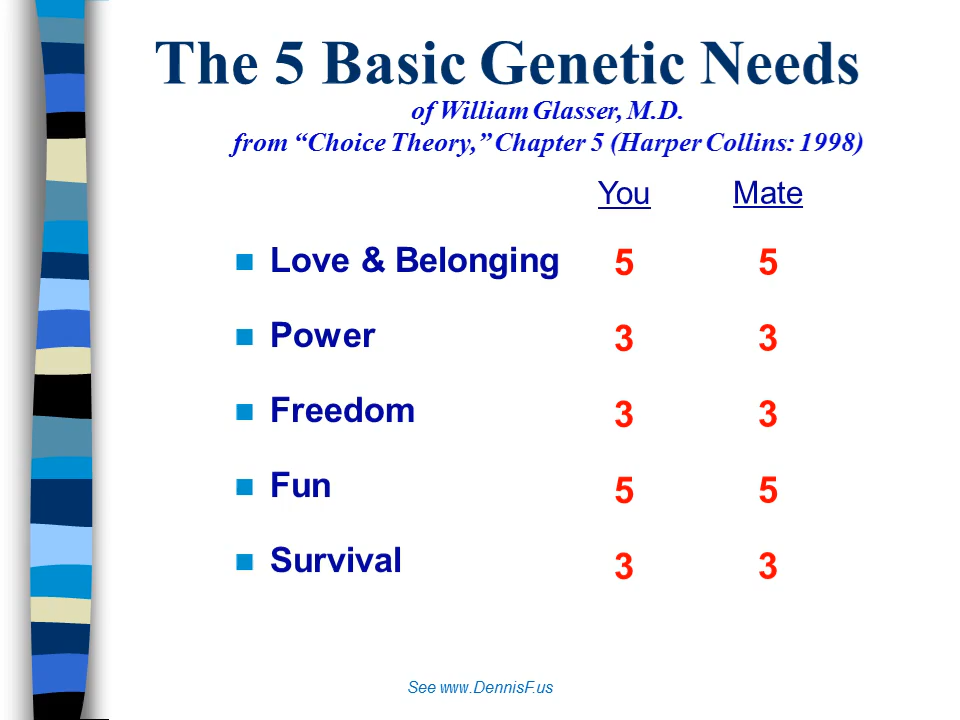 The 5 Basic Genetic Needs
of William Glasser, M.D.
from “Choice Theory,” Chapter 5 (Harper Collins: 1998)
You Mate
Love & Belonging 5 5
Power 3 3
Freedom 3 3
Fun 5 5
Survival 3 3
See www.DennisF.us